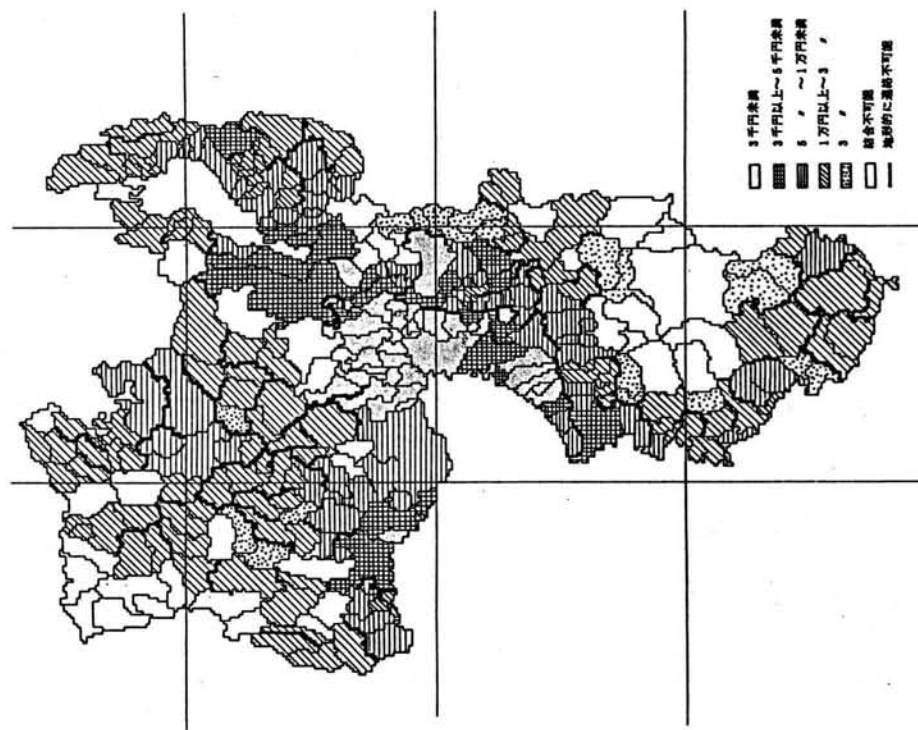 3千円未満
3千円以上～5千円未満
5 〃 ～1万円未満
1万円以上～3 〃
3 〃
結合不可能
地形的に連絡不可能